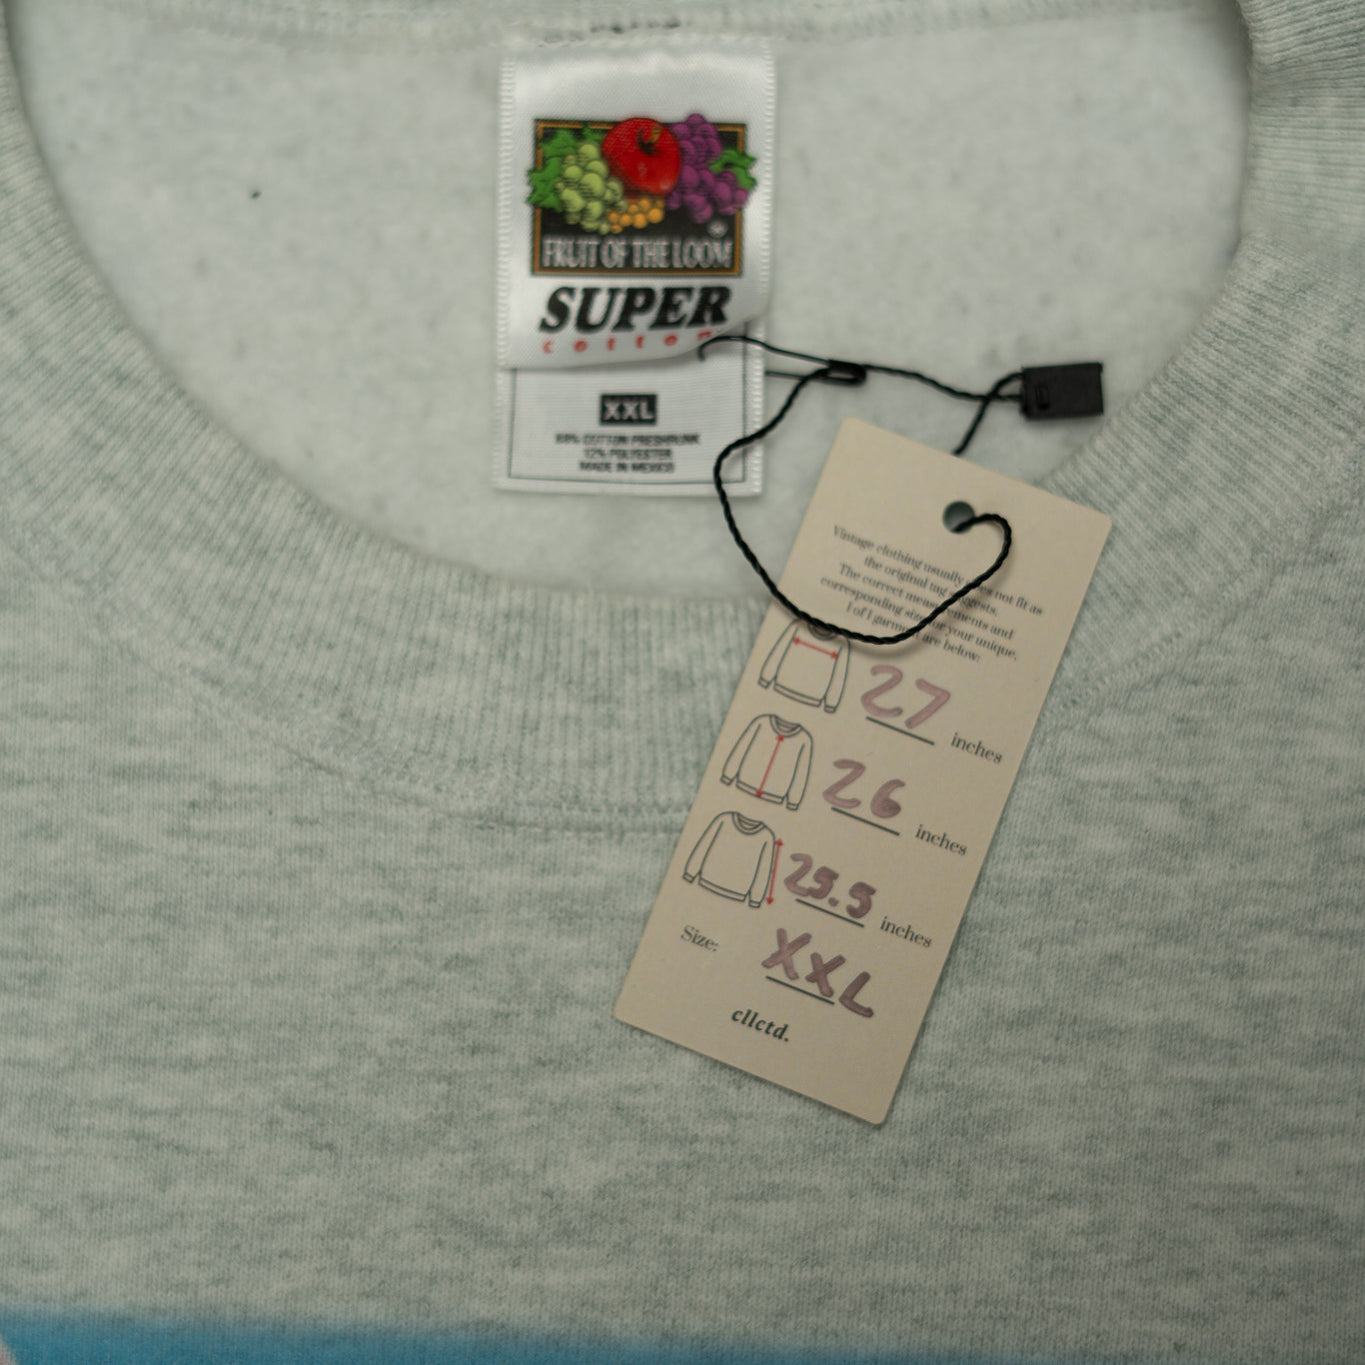 FRUIT OF THE LOOM
SUPER
cotton
XXL
88% COTTON PRESHRUNK
12% POLYESTER
MADE IN MEXICO
Vintage clothing usually does not fit as
the original tag suggests.
The correct measurements and
corresponding size for your unique,
1 of 1 garment are below:
27 inches
26 inches
25.5 inches
Size: XXL
cllctd.